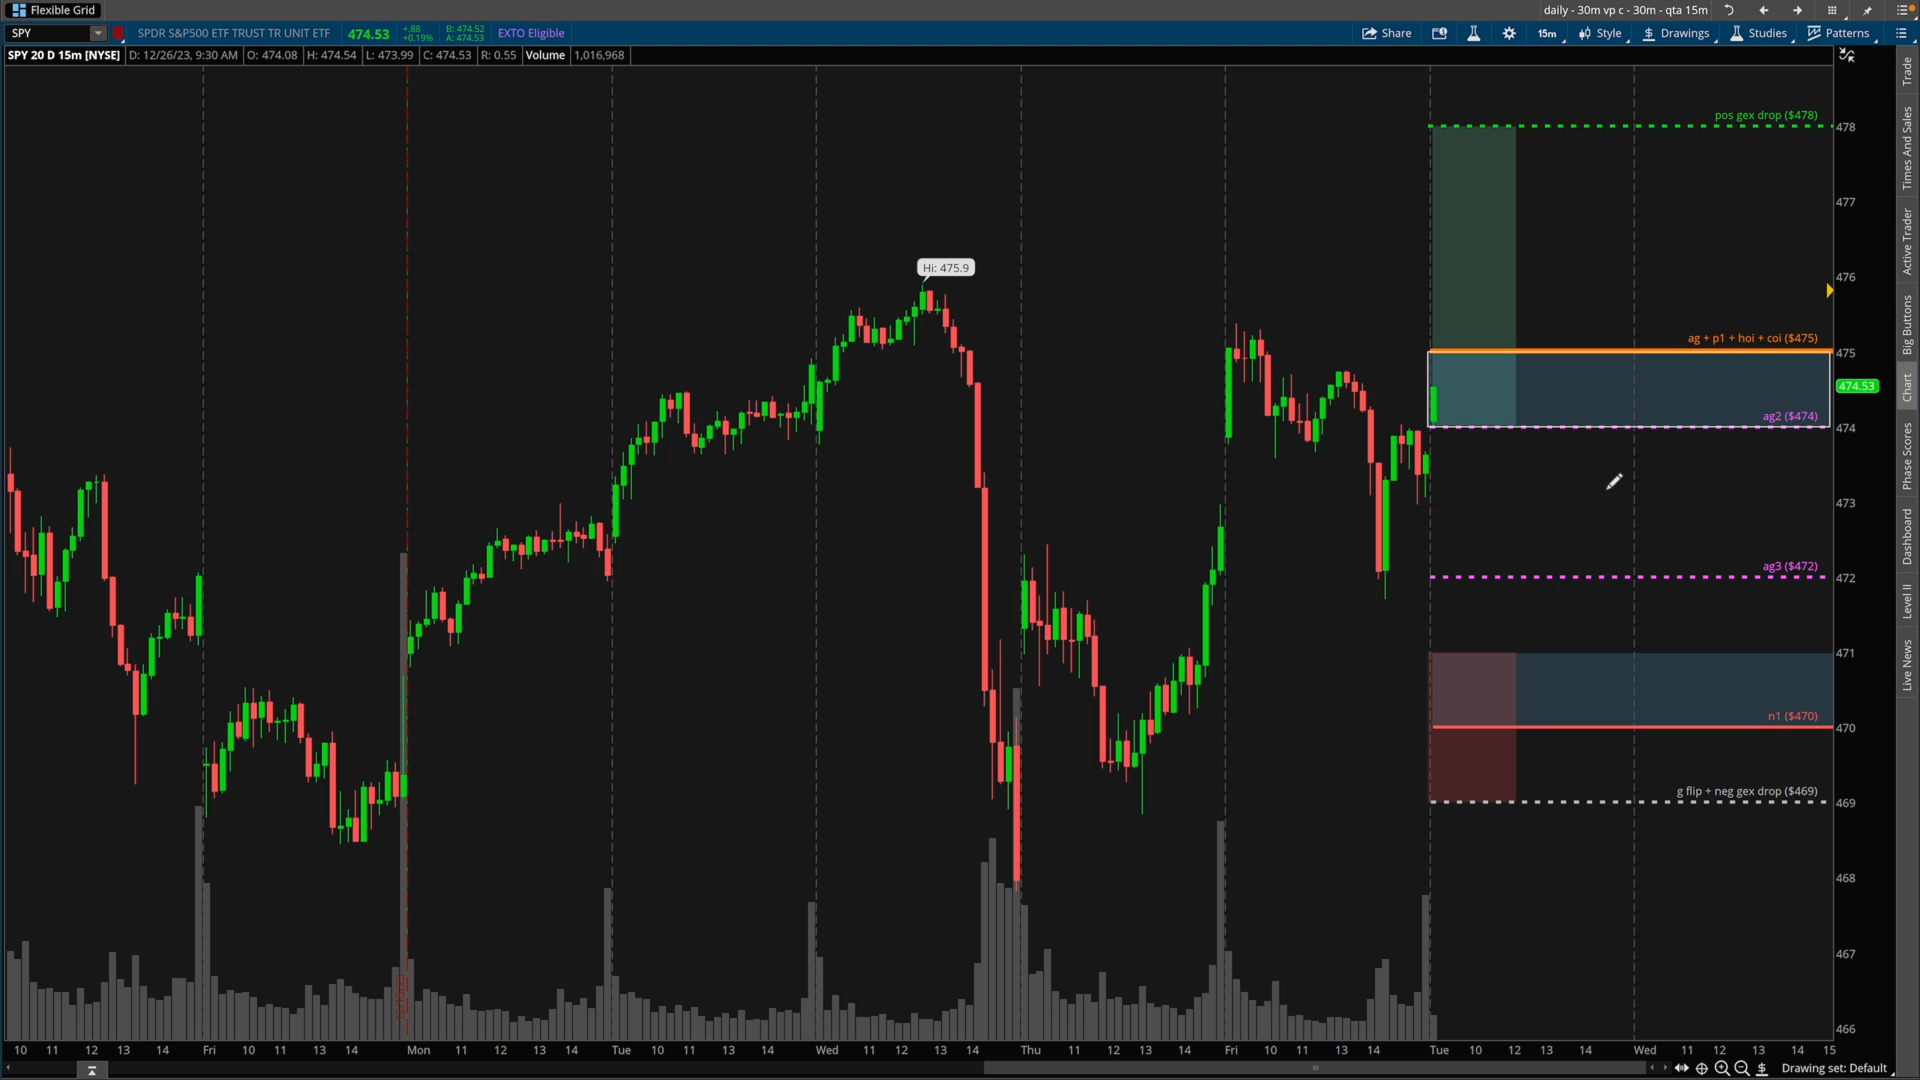 Flexible Grid
daily - 30m vp c - 30m - qta 15m
SPY
SPDR S&P500 ETF TRUST TR UNIT ETF
474.53
+.88
+0.19%
B: 474.52
A: 474.53
EXTO Eligible
Share
15m
Style
Drawings
Studies
Patterns
SPY 20 D 15m [NYSE]
D: 12/26/23, 9:30 AM
O: 474.08
H: 474.54
L: 473.99
C: 474.53
R: 0.55
Volume
1,016,968
pos gex drop ($478)
478
477
Hi: 475.9
476
ag + p1 + hoi + coi ($475)
475
474.53
ag2 ($474)
474
473
ag3 ($472)
472
471
n1 ($470)
470
g flip + neg gex drop ($469)
469
468
467
466
10 11 12 13 14 Fri 10 11 13 14 Mon 11 12 13 14 Tue 10 11 13 14 Wed 11 12 13 14 Thu 11 13 14 Fri 10 11 13 14 Tue 10 12 13 14 Wed 11 12 13 14 15
Drawing set: Default
Trade
Times And Sales
Active Trader
Big Buttons
Chart
Phase Scores
Dashboard
Level II
Live News